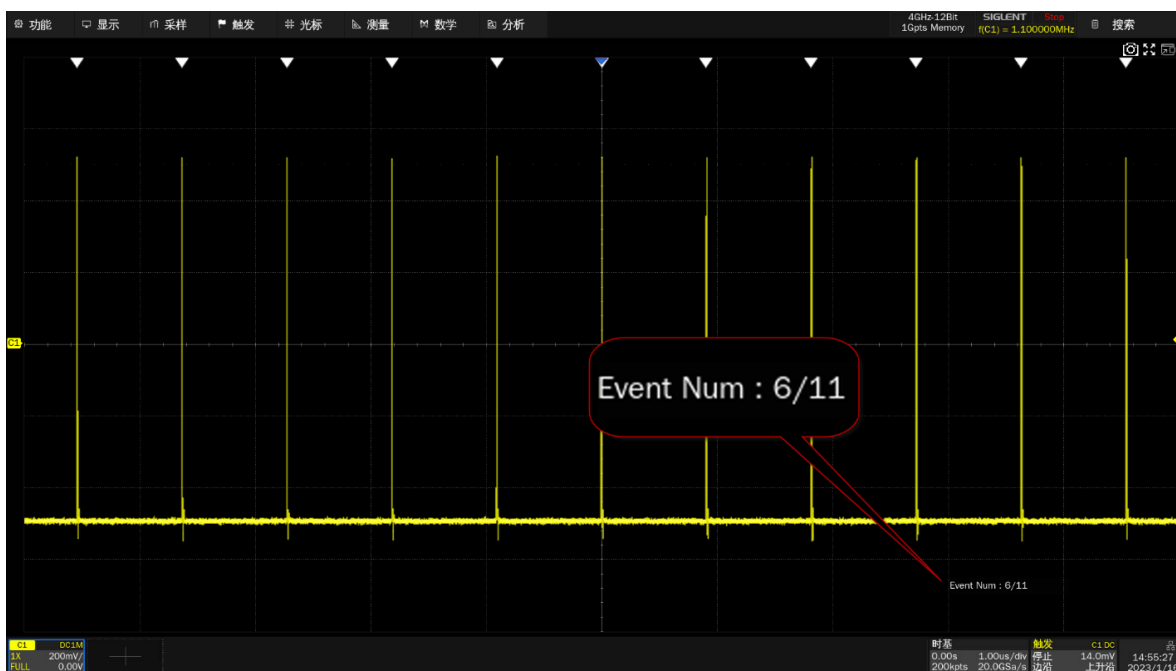 功能 显示 采样 触发 光标 测量 数学 分析
4GHz-12Bit
1Gpts Memory
SIGLENT Stop
f(C1) = 1.100000MHz
搜索
C1
Event Num : 6/11
Event Num : 6/11
C1 DC1M
1X 200mV/
FULL 0.00V
时基
0.00s 1.00us/div
200kpts 20.0GSa/s
触发 C1 DC
停止 14.0mV
边沿 上升沿
14:55:27